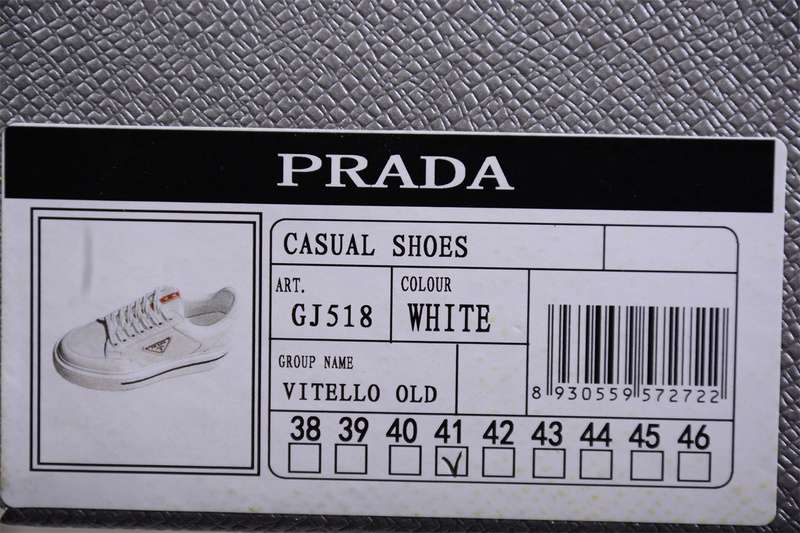 PRADA
CASUAL SHOES
ART.
GJ518
COLOUR
WHITE
GROUP NAME
VITELLO OLD
8 930559 572722
38 39 40 41 42 43 44 45 46